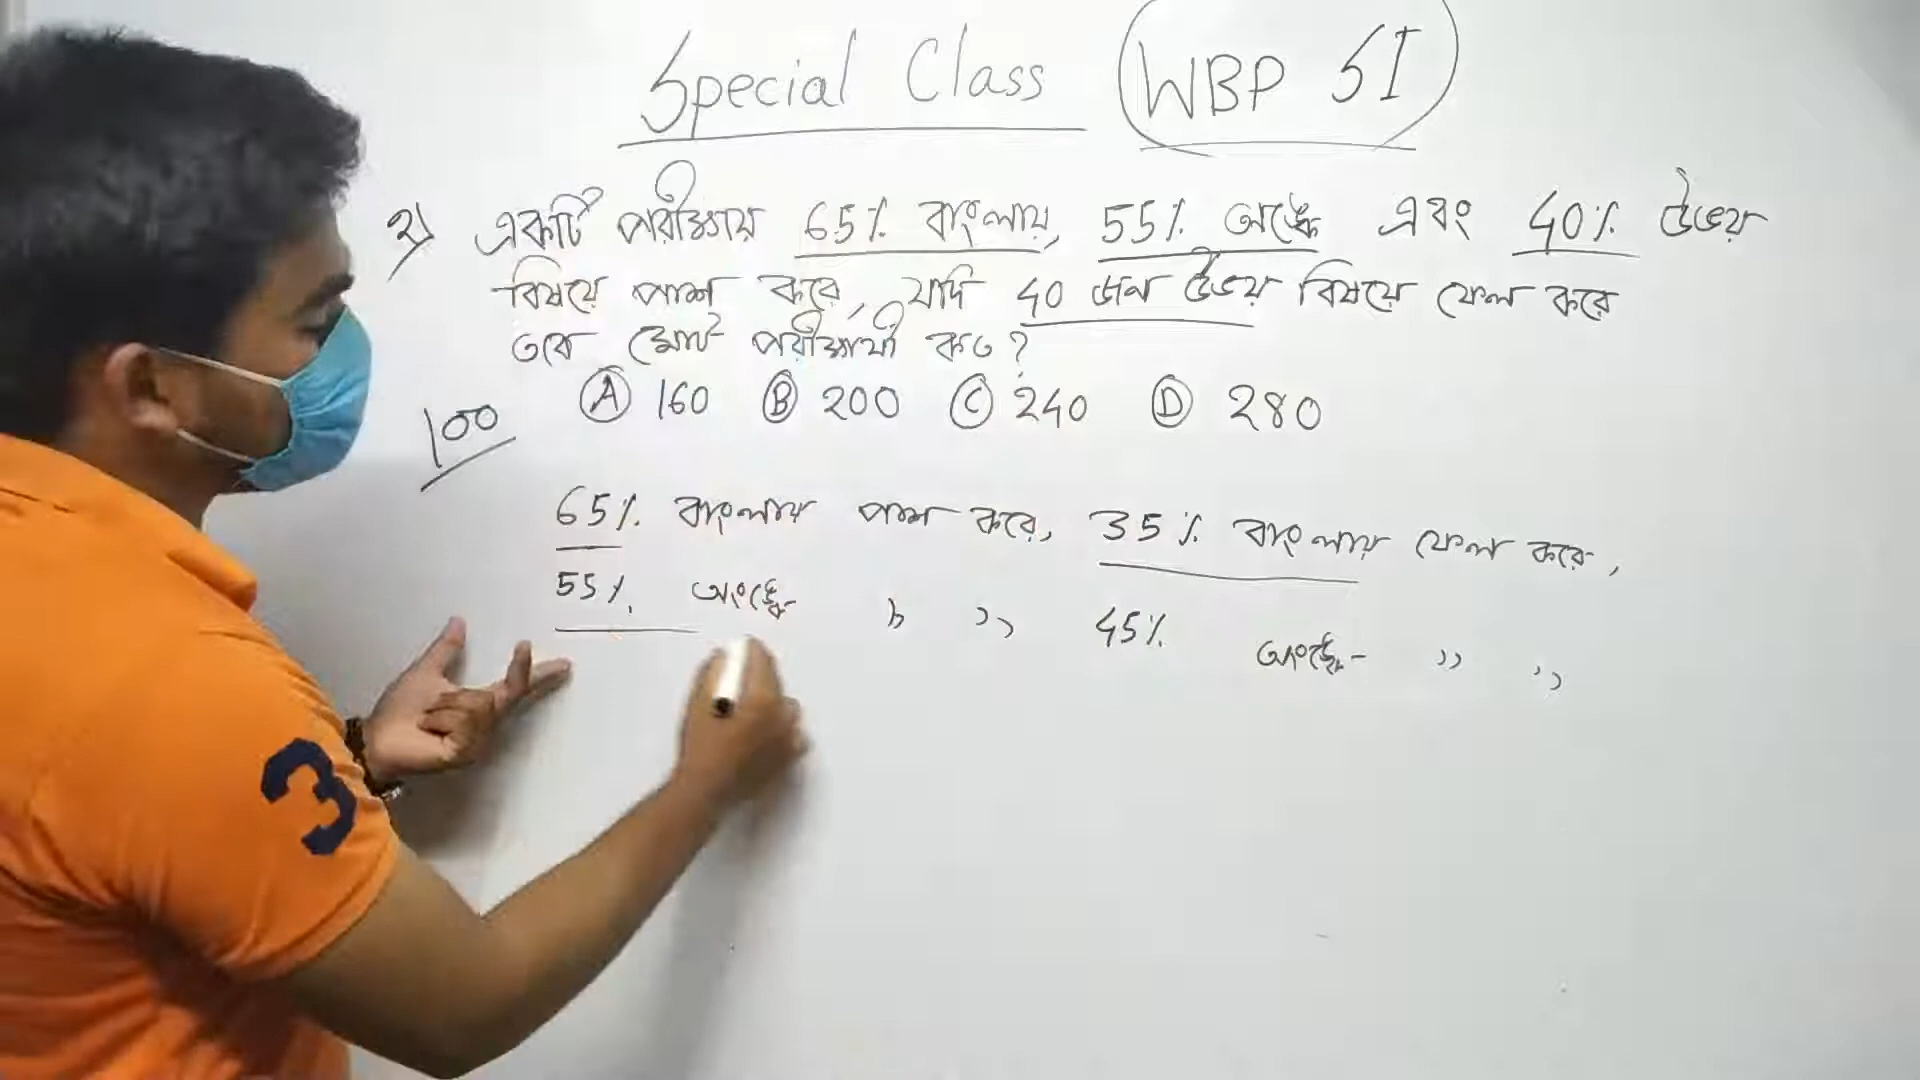 Special Class WBP SI
২) একটি পরীক্ষায় 65% বাংলায়, 55% অঙ্কে এবং 40% উভয়
বিষয়ে পাশ করে, যদি 40 জন উভয় বিষয়ে ফেল করে
তবে মোট পরীক্ষার্থী কত?
Ⓐ 160 Ⓑ 200 Ⓒ 240 Ⓓ 280
100
65% বাংলায় পাশ করে, 35% বাংলায় ফেল করে,
55% অংঙ্কে ,, ,, 45% অংঙ্কে ,, ,,
3